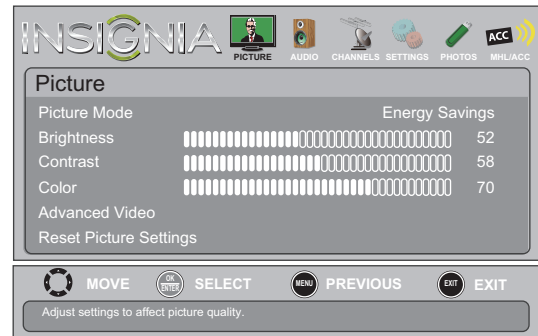 INSIGNIA
PICTURE AUDIO CHANNELS SETTINGS PHOTOS ACC MHL/ACC
Picture
Picture Mode Energy Savings
Brightness 52
Contrast 58
Color 70
Advanced Video
Reset Picture Settings
MOVE OK ENTER SELECT MENU PREVIOUS EXIT EXIT
Adjust settings to affect picture quality.